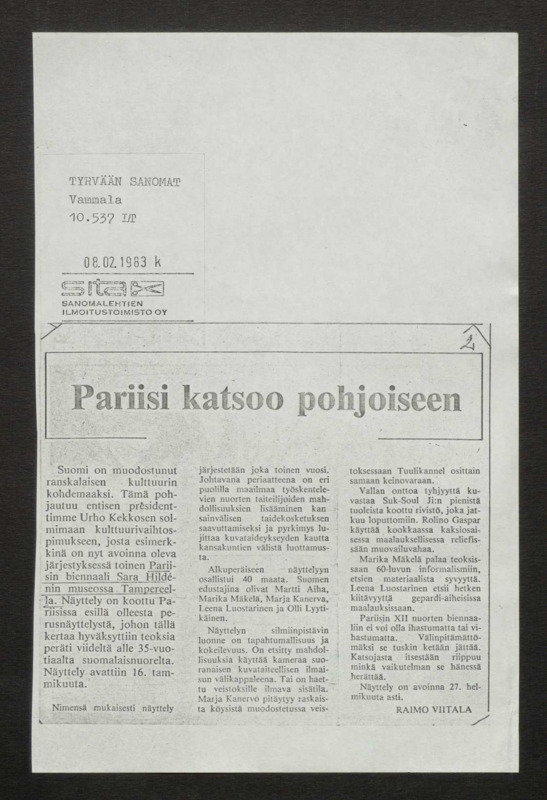 TYRVÄÄN SANOMAT
Vammala
10.537 I/T
08.02.1983 k
sita
SANOMALEHTIEN
ILMOITUSTOIMISTO OY
2
Pariisi katsoo pohjoiseen
Suomi on muodostunut
ranskalaisen kulttuurin
kohdemaaksi. Tämä poh-
jautuu entisen president-
timme Urho Kekkosen sol-
mimaan kulttuurivaihtos-
pimukseen, josta esimerk-
kinä on nyt avoinna oleva
järjestyksessä toinen Parii-
sin biennaali Sara Hildé-
nin museossa Tampereel-
la. Näyttely on koottu Pa-
riisissa esillä olleesta pe-
rusnäyttelystä, johon tällä
kertaa hyväksyttiin teoksia
peräti viideltä alle 35-vuo-
tiaalta suomalaisnuorelta.
Näyttely avattiin 16. tam-
mikuuta.
Nimensä mukaisesti näyttely
järjestetään joka toinen vuosi.
Johtavana periaatteena on eri
puolilla maailmaa työskentele-
vien nuorten taiteilijoiden mah-
dollisuuksien lisääminen kan
sainvälisen taidekosketuksen
saavuttamiseksi ja pyrkimys lu-
jittaa kuvataideyksyden kautta
kansakuntien välistä luottamus-
ta.
Alkuperäiseen näyttelyyn
osallistui 40 maata. Suomen
edustajina olivat Martti Aiha,
Marika Mäkelä, Marja Kanerva,
Leena Luostarinen ja Olli Lyyti-
käinen.
Näyttelyn silmiinpistävin
luonne on tapahtumallisuus ja
kokeilevuus. On etsitty mahdol-
lisuuksia käyttää kameraa suo-
ranaisen kuvataiteellisen ilmai-
sun välikappaleena. Tai on haet-
tu veistoksille ilmava sisätila.
Marja Kanervo pitäytyy raskais-
ta köysistä muodostetussa veis-
toksessaan Tuulikannel osittain
samaan keinovaraan.
Vallan onttoa tyhjyyttä ku-
vastaa Suk-Soul Ji:n pienistä
tuoleista koottu rivistö, joka jat-
kuu loputtomiin. Rolino Gaspar
käyttää kookkaassa kaksiosai-
sessa maalauksellisessa reliefis-
sään muovailuvahaa.
Marika Mäkelä palaa teoksis-
saan 60-luvun informalismiin,
etsien materiaalista syvyyttä.
Leena Luostarinen etsii hetken
kiitävyyttä gepardi-aiheisissa
maalauksissaan.
Pariisin XII nuorten biennaa-
liin ei voi olla ihastumatta tai vi-
hastumatta. Välinpitämättö-
mäksi se tuskin ketään jättää.
Katsojasta itsestään riippuu
minkä vaikutelman se hänessä
herättää.
Näyttely on avoinna 27. hel-
mikuuta asti.
RAIMO VIITALA